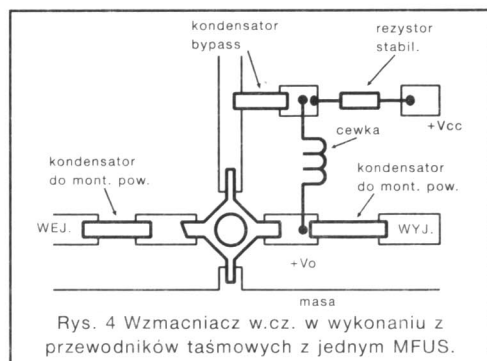 kondensator
bypass
rezystor
stabil.
+Vcc
cewka
kondensator
do mont. pow.
kondensator
do mont. pow.
WEJ.
WYJ.
+Vo
masa
Rys. 4 Wzmacniacz w.cz. w wykonaniu z
przewodników taśmowych z jednym MFUS.